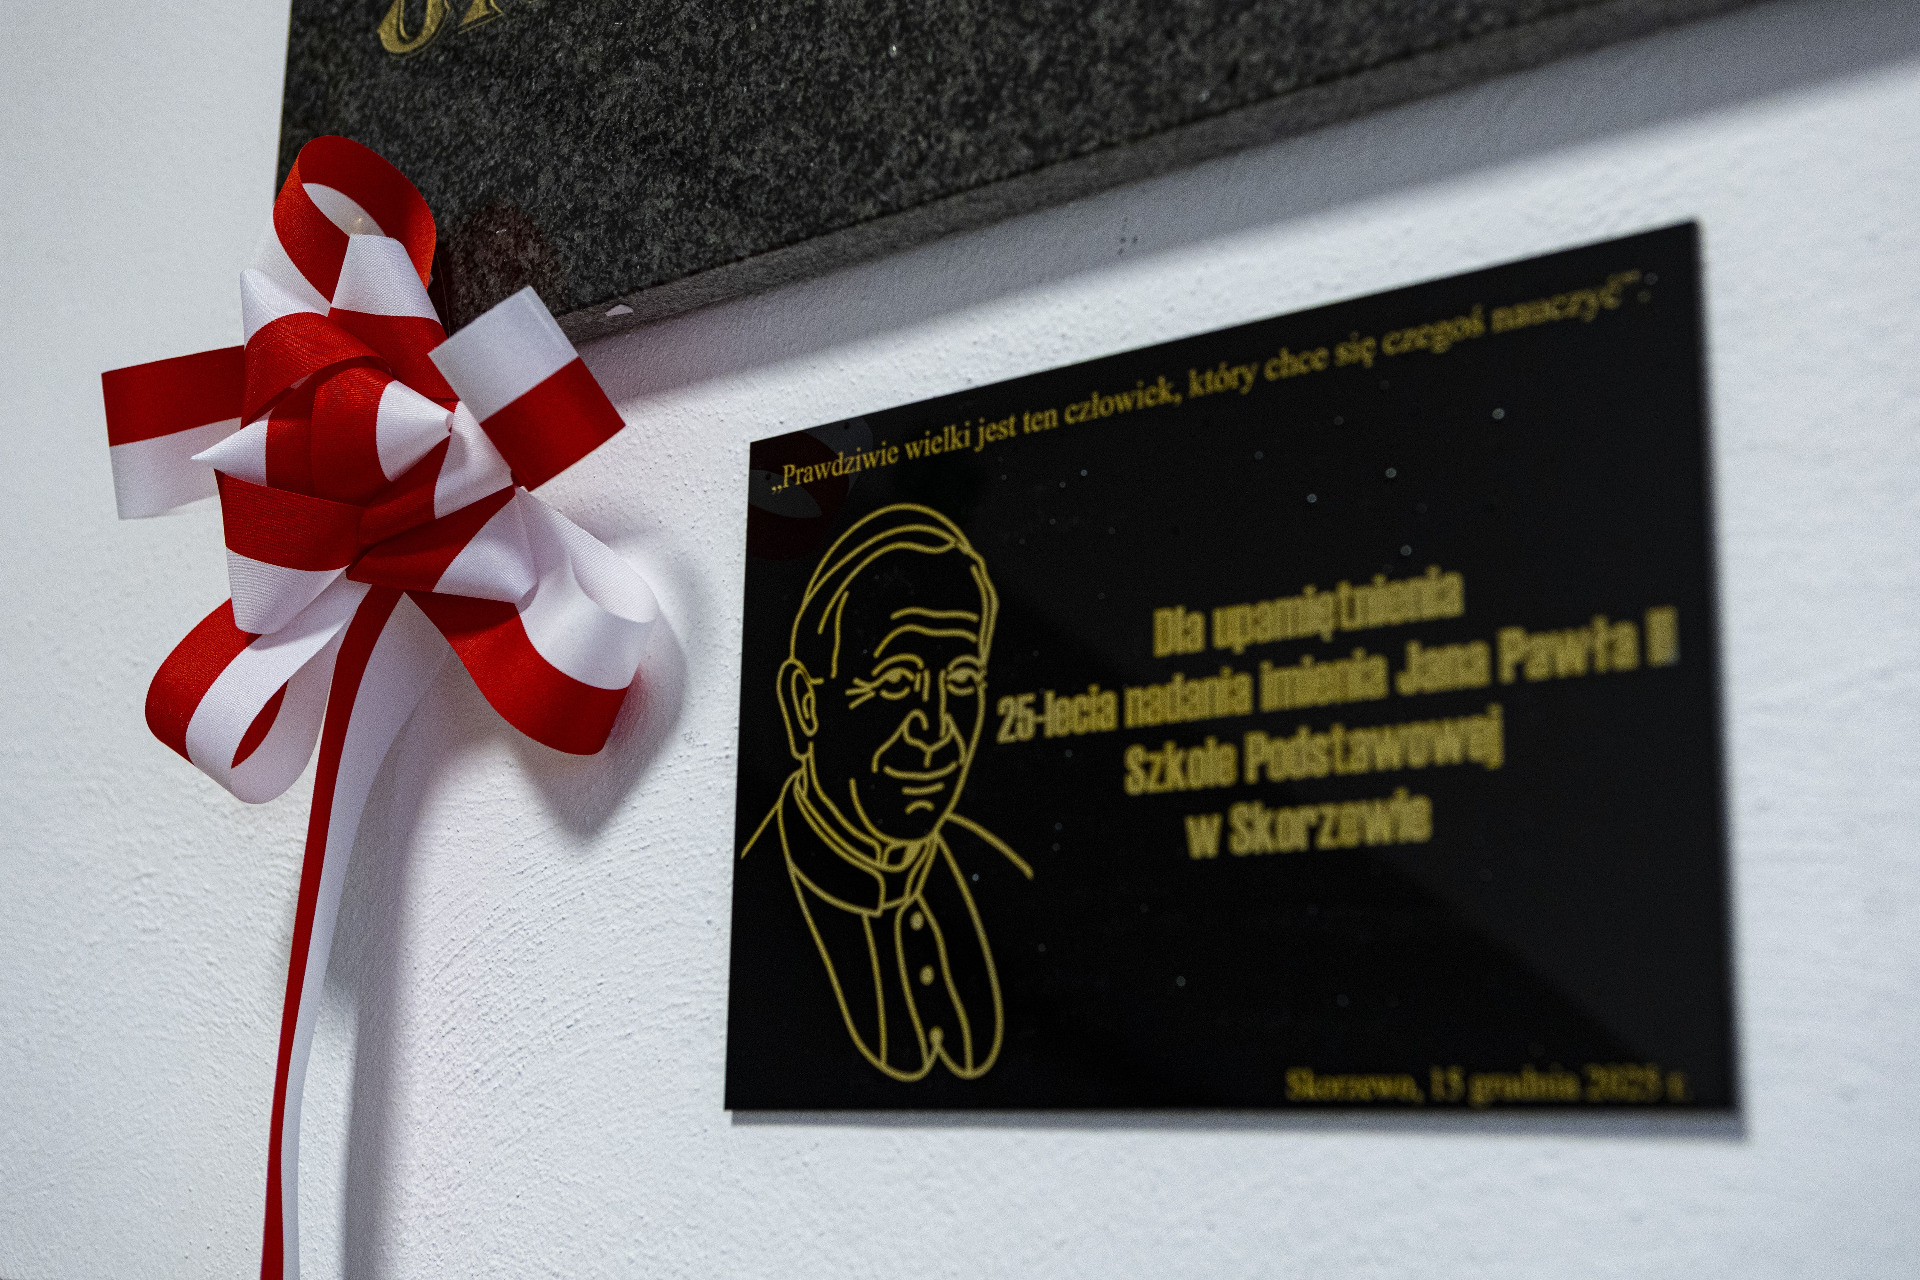 „Prawdziwie wielki jest ten człowiek, który chce się czegoś nauczyć”.
Dla upamiętnienia
25-lecia nadania imienia Jana Pawła II
Szkole Podstawowej
w Skorzewie
Skorzewo, 15 grudnia 2025 r.